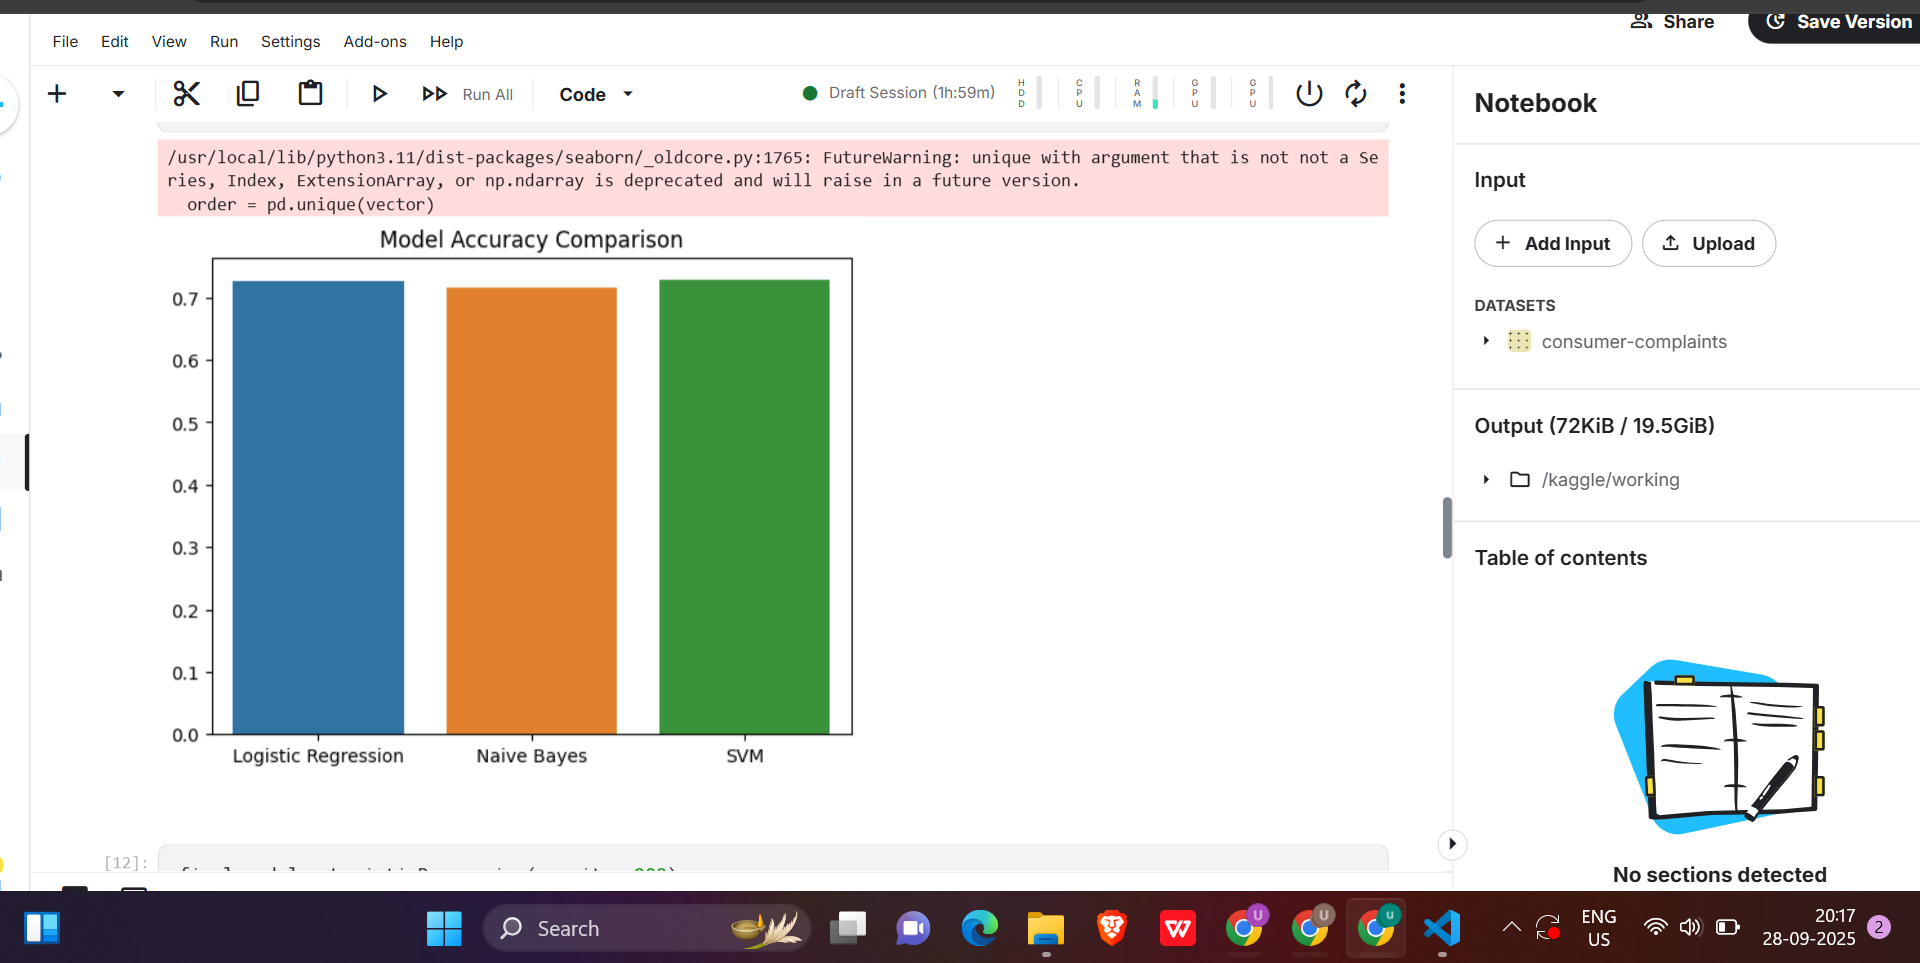 Share
Save Version
File Edit View Run Settings Add-ons Help
Run All
Code
Draft Session (1h:59m)
HDD
CPU
RAM
GPU
GPU
/usr/local/lib/python3.11/dist-packages/seaborn/_oldcore.py:1765: FutureWarning: unique with argument that is not not a Se
ries, Index, ExtensionArray, or np.ndarray is deprecated and will raise in a future version.
order = pd.unique(vector)
Model Accuracy Comparison
0.7
0.6
0.5
0.4
0.3
0.2
0.1
0.0
Logistic Regression Naive Bayes SVM
[12]:
Notebook
Input
Add Input
Upload
DATASETS
consumer-complaints
Output (72KiB / 19.5GiB)
/kaggle/working
Table of contents
No sections detected
Search
U
U
u
W
ENG
US
20:17
28-09-2025
2